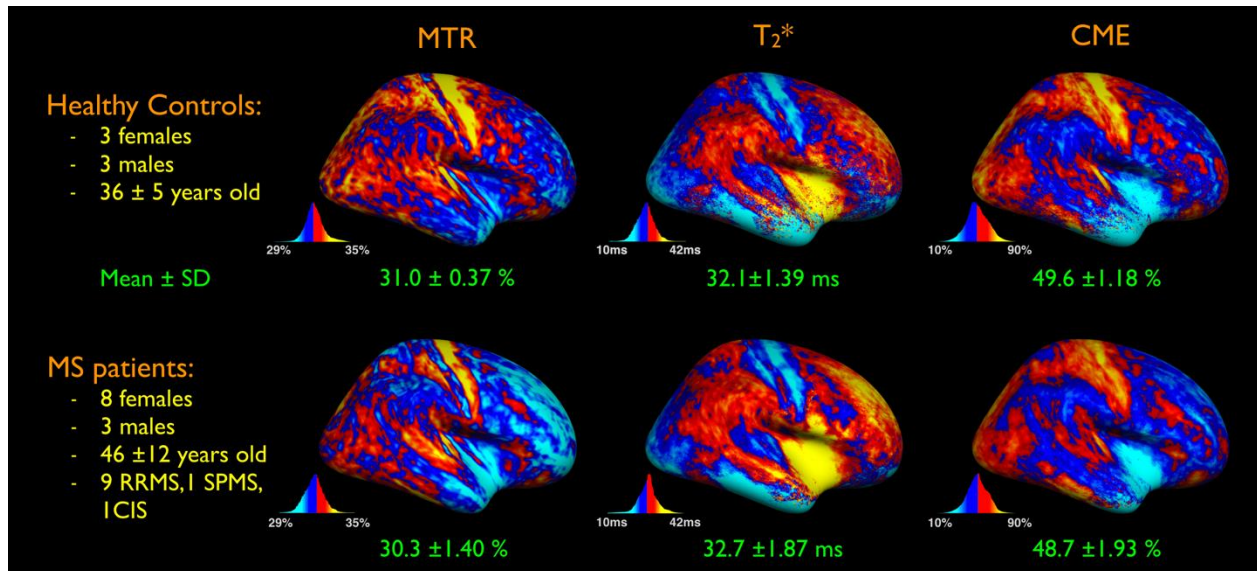 MTR T₂* CME
Healthy Controls:
- 3 females
- 3 males
- 36 ± 5 years old
29% 35% 10ms 42ms 10% 90%
Mean ± SD 31.0 ± 0.37 % 32.1±1.39 ms 49.6 ±1.18 %
MS patients:
- 8 females
- 3 males
- 46 ±12 years old
- 9 RRMS,1 SPMS,
1CIS
29% 35% 10ms 42ms 10% 90%
30.3 ±1.40 % 32.7 ±1.87 ms 48.7 ±1.93 %